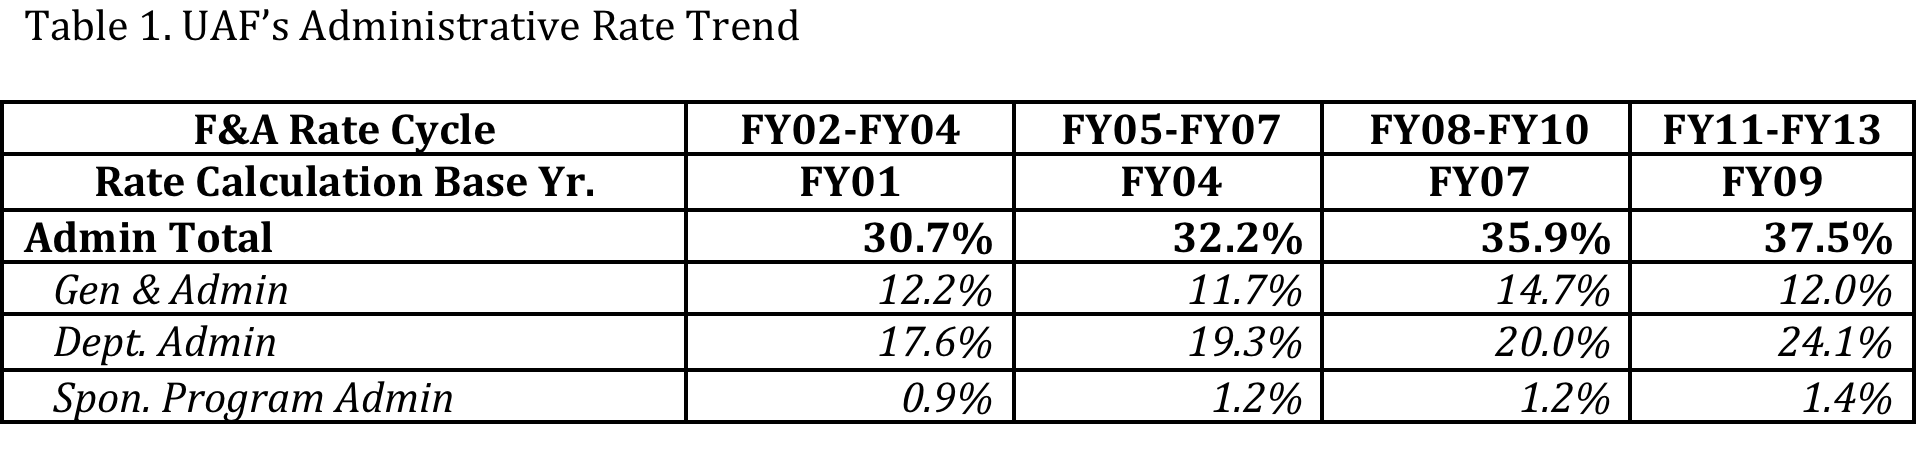 Table 1. UAF’s Administrative Rate Trend
F&A Rate Cycle FY02-FY04 FY05-FY07 FY08-FY10 FY11-FY13
Rate Calculation Base Yr. FY01 FY04 FY07 FY09
Admin Total 30.7% 32.2% 35.9% 37.5%
Gen & Admin 12.2% 11.7% 14.7% 12.0%
Dept. Admin 17.6% 19.3% 20.0% 24.1%
Spon. Program Admin 0.9% 1.2% 1.2% 1.4%